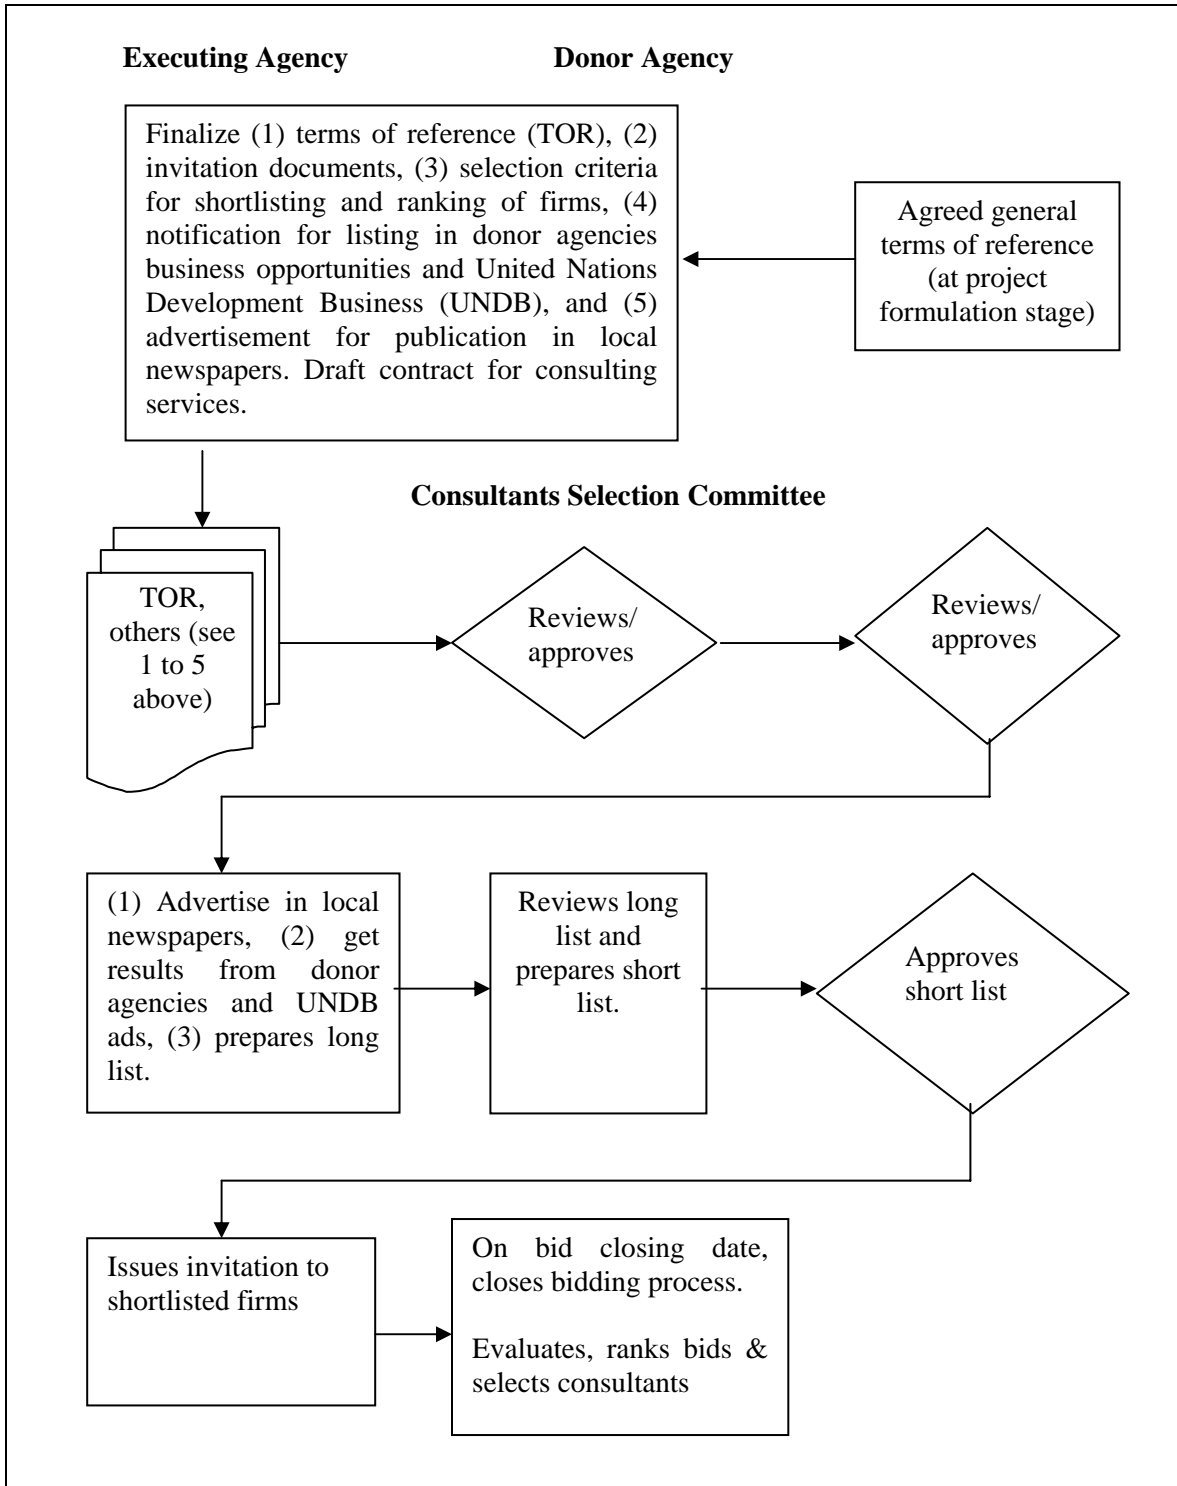 Executing Agency
Donor Agency
Finalize (1) terms of reference (TOR), (2)
invitation documents, (3) selection criteria
for shortlisting and ranking of firms, (4)
notification for listing in donor agencies
business opportunities and United Nations
Development Business (UNDB), and (5)
advertisement for publication in local
newspapers. Draft contract for consulting
services.
Agreed general
terms of reference
(at project
formulation stage)
Consultants Selection Committee
TOR,
others (see
1 to 5
above)
Reviews/
approves
Reviews/
approves
(1) Advertise in local
newspapers, (2) get
results from donor
agencies and UNDB
ads, (3) prepares long
list.
Reviews long
list and
prepares short
list.
Approves
short list
Issues invitation to
shortlisted firms
On bid closing date,
closes bidding process.
Evaluates, ranks bids &
selects consultants